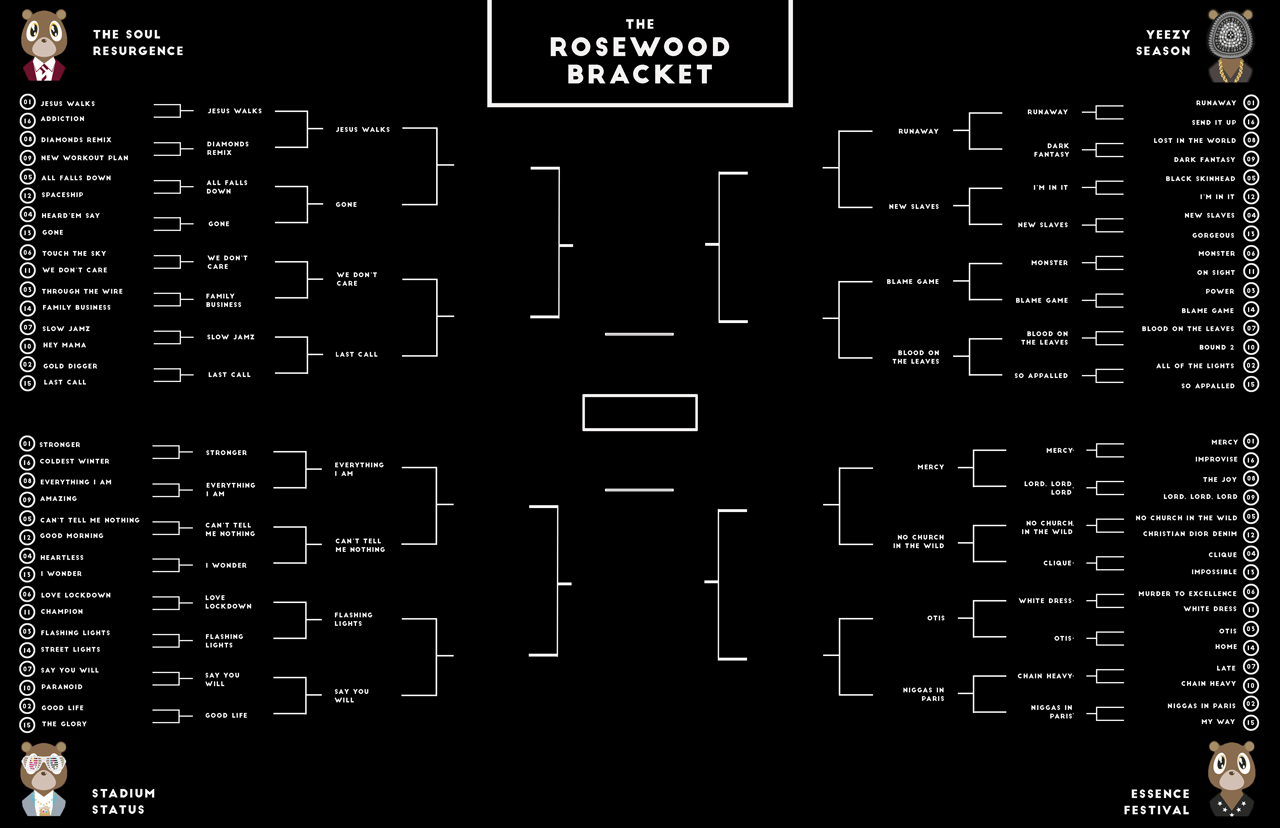 THE
ROSEWOOD
BRACKET
THE SOUL
RESURGENCE
01 JESUS WALKS
16 ADDICTION
08 DIAMONDS REMIX
09 NEW WORKOUT PLAN
05 ALL FALLS DOWN
12 SPACESHIP
04 HEARD'EM SAY
13 GONE
06 TOUCH THE SKY
11 WE DON'T CARE
03 THROUGH THE WIRE
14 FAMILY BUSINESS
07 SLOW JAMZ
10 HEY MAMA
02 GOLD DIGGER
15 LAST CALL
JESUS WALKS
DIAMONDS
REMIX
ALL FALLS
DOWN
GONE
WE DON'T
CARE
FAMILY
BUSINESS
SLOW JAMZ
LAST CALL
JESUS WALKS
GONE
WE DON'T
CARE
LAST CALL
YEEZY
SEASON
RUNAWAY 01
SEND IT UP 16
LOST IN THE WORLD 08
DARK FANTASY 09
BLACK SKINHEAD 05
I'M IN IT 12
NEW SLAVES 04
GORGEOUS 13
MONSTER 06
ON SIGHT 11
POWER 03
BLAME GAME 14
BLOOD ON THE LEAVES 07
BOUND 2 10
ALL OF THE LIGHTS 02
SO APPALLED 15
RUNAWAY
DARK
FANTASY
I'M IN IT
NEW SLAVES
MONSTER
BLAME GAME
BLOOD ON
THE LEAVES
SO APPALLED
RUNAWAY
NEW SLAVES
BLAME GAME
BLOOD ON
THE LEAVES
01 STRONGER
16 COLDEST WINTER
08 EVERYTHING I AM
09 AMAZING
05 CAN'T TELL ME NOTHING
12 GOOD MORNING
04 HEARTLESS
13 I WONDER
06 LOVE LOCKDOWN
11 CHAMPION
03 FLASHING LIGHTS
14 STREET LIGHTS
07 SAY YOU WILL
10 PARANOID
02 GOOD LIFE
15 THE GLORY
STRONGER
EVERYTHING
I AM
CAN'T TELL
ME NOTHING
I WONDER
LOVE
LOCKDOWN
FLASHING
LIGHTS
SAY YOU
WILL
GOOD LIFE
EVERYTHING
I AM
CAN'T TELL
ME NOTHING
FLASHING
LIGHTS
SAY YOU
WILL
STADIUM
STATUS
MERCY 01
IMPROVISE 16
THE JOY 08
LORD, LORD, LORD 09
NO CHURCH IN THE WILD 05
CHRISTIAN DIOR DENIM 12
CLIQUE 04
IMPOSSIBLE 13
MURDER TO EXCELLENCE 06
WHITE DRESS 11
OTIS 03
HOME 14
LATE 07
CHAIN HEAVY 10
NIGGAS IN PARIS 02
MY WAY 15
MERCY
LORD, LORD,
LORD
NO CHURCH
IN THE WILD
CLIQUE
WHITE DRESS
OTIS
CHAIN HEAVY
NIGGAS IN
PARIS
MERCY
NO CHURCH
IN THE WILD
OTIS
NIGGAS IN
PARIS
ESSENCE
FESTIVAL